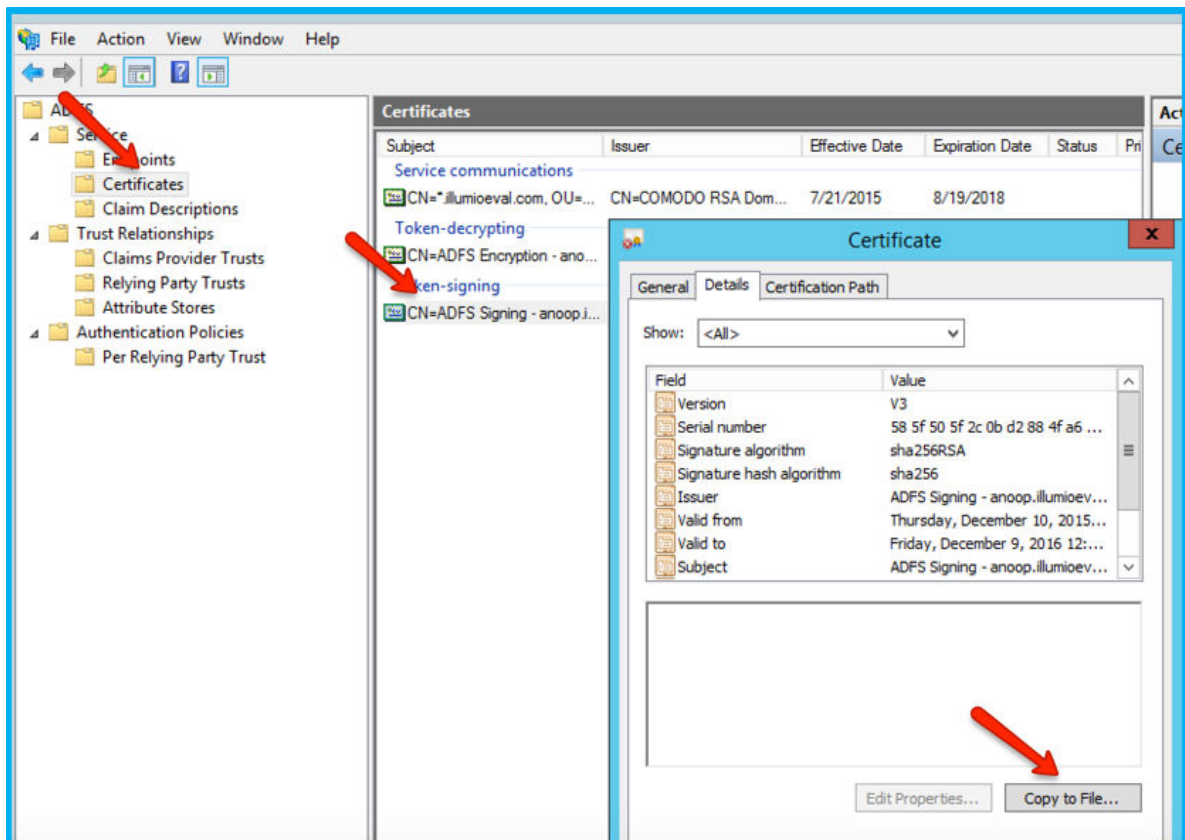 File Action View Window Help
ADFS
Service
Endpoints
Certificates
Claim Descriptions
Trust Relationships
Claims Provider Trusts
Relying Party Trusts
Attribute Stores
Authentication Policies
Per Relying Party Trust
Certificates
Subject Issuer Effective Date Expiration Date Status Pri
Service communications
CN=*.illumioeval.com, OU=... CN=COMODO RSA Dom... 7/21/2015 8/19/2018
Token-decrypting
CN=ADFS Encryption - ano...
Token-signing
CN=ADFS Signing - anoop.i...
Act
Ce
Certificate
x
General Details Certification Path
Show: <All>
Field Value
Version V3
Serial number 58 5f 50 5f 2c 0b d2 88 4f a6 ...
Signature algorithm sha256RSA
Signature hash algorithm sha256
Issuer ADFS Signing - anoop.illumioev...
Valid from Thursday, December 10, 2015...
Valid to Friday, December 9, 2016 12:...
Subject ADFS Signing - anoop.illumioev...
Edit Properties... Copy to File...